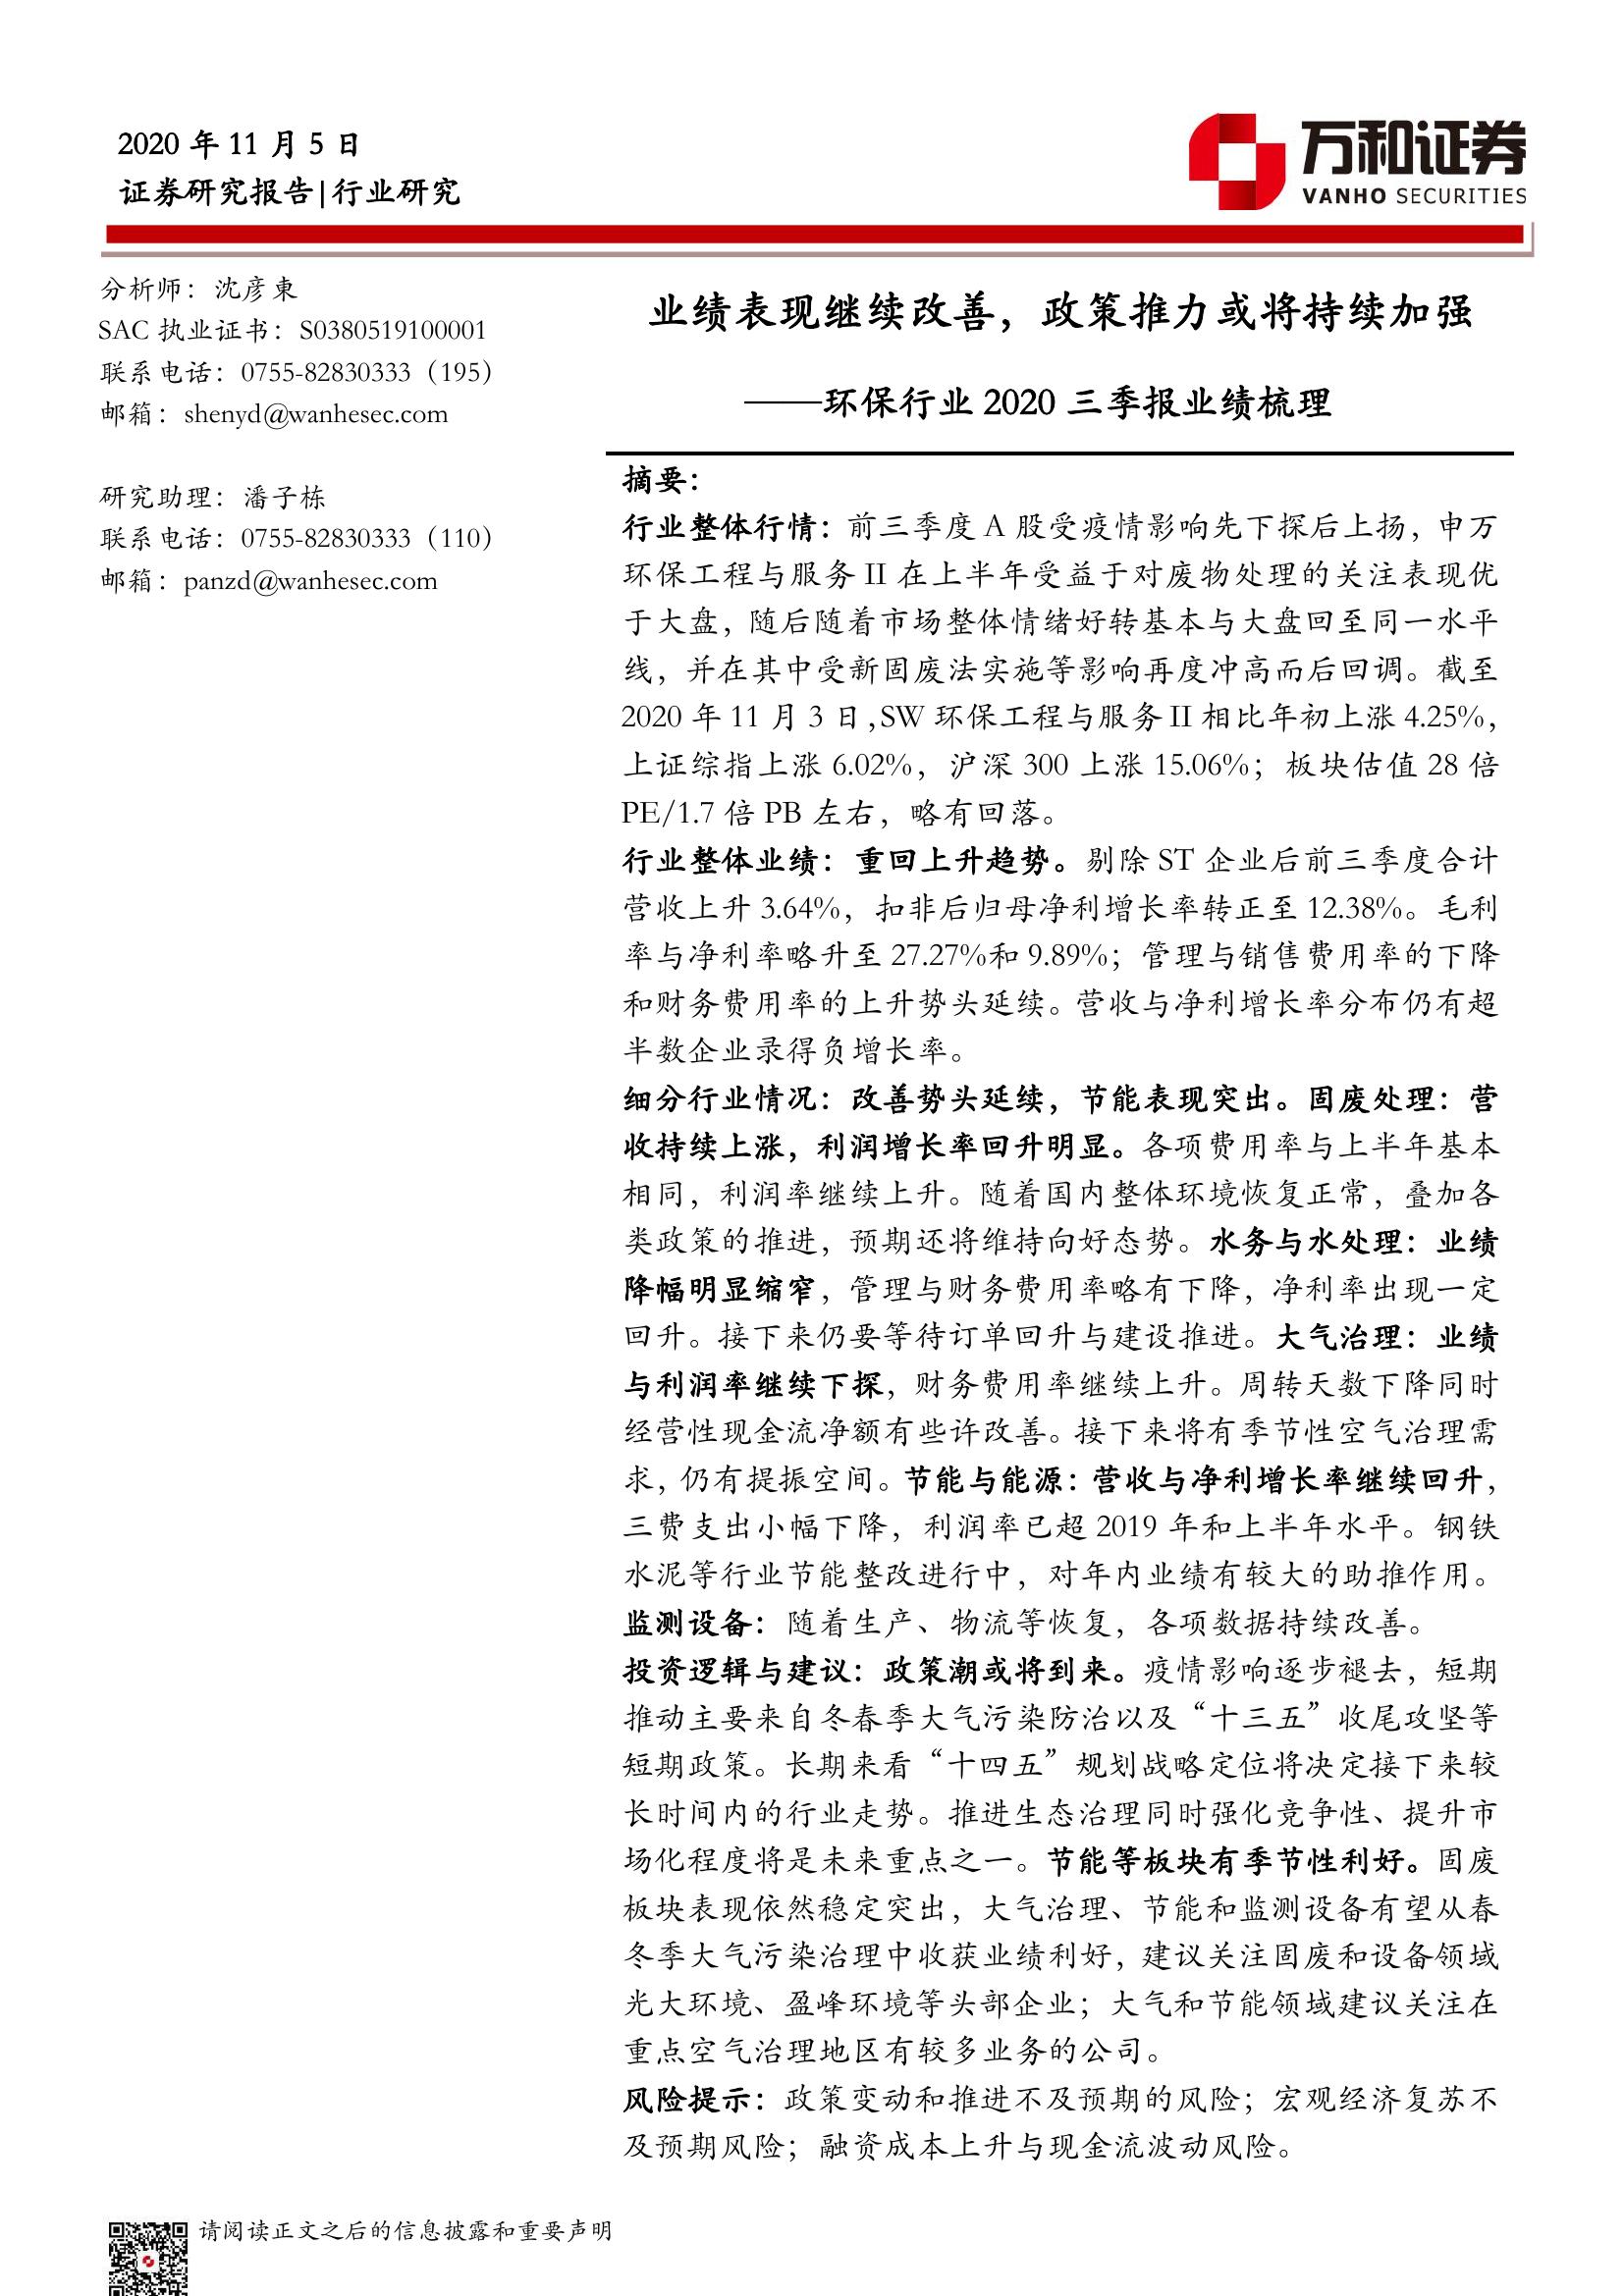 2020 年 11 月 5 日
证券研究报告|行业研究
万和证券
VANHO SECURITIES
分析师：沈彦東
SAC 执业证书：S0380519100001
联系电话：0755-82830333（195）
邮箱：shenyd@wanhesec.com
研究助理：潘子栋
联系电话：0755-82830333（110）
邮箱：panzd@wanhesec.com
业绩表现继续改善，政策推力或将持续加强
——环保行业 2020 三季报业绩梳理
摘要：
行业整体行情：前三季度 A 股受疫情影响先下探后上扬，申万
环保工程与服务 II 在上半年受益于对废物处理的关注表现优
于大盘，随后随着市场整体情绪好转基本与大盘回至同一水平
线，并在其中受新固废法实施等影响再度冲高而后回调。截至
2020 年 11 月 3 日,SW 环保工程与服务 II 相比年初上涨 4.25%，
上证综指上涨 6.02%，沪深 300 上涨 15.06%；板块估值 28 倍
PE/1.7 倍 PB 左右，略有回落。
行业整体业绩：重回上升趋势。剔除 ST 企业后前三季度合计
营收上升 3.64%，扣非后归母净利增长率转正至 12.38%。毛利
率与净利率略升至 27.27%和 9.89%；管理与销售费用率的下降
和财务费用率的上升势头延续。营收与净利增长率分布仍有超
半数企业录得负增长率。
细分行业情况：改善势头延续，节能表现突出。固废处理：营
收持续上涨，利润增长率回升明显。各项费用率与上半年基本
相同，利润率继续上升。随着国内整体环境恢复正常，叠加各
类政策的推进，预期还将维持向好态势。水务与水处理：业绩
降幅明显缩窄，管理与财务费用率略有下降，净利率出现一定
回升。接下来仍要等待订单回升与建设推进。大气治理：业绩
与利润率继续下探，财务费用率继续上升。周转天数下降同时
经营性现金流净额有些许改善。接下来将有季节性空气治理需
求，仍有提振空间。节能与能源：营收与净利增长率继续回升，
三费支出小幅下降，利润率已超 2019 年和上半年水平。钢铁
水泥等行业节能整改进行中，对年内业绩有较大的助推作用。
监测设备：随着生产、物流等恢复，各项数据持续改善。
投资逻辑与建议：政策潮或将到来。疫情影响逐步褪去，短期
推动主要来自冬春季大气污染防治以及“十三五”收尾攻坚等
短期政策。长期来看“十四五”规划战略定位将决定接下来较
长时间内的行业走势。推进生态治理同时强化竞争性、提升市
场化程度将是未来重点之一。节能等板块有季节性利好。固废
板块表现依然稳定突出，大气治理、节能和监测设备有望从春
冬季大气污染治理中收获业绩利好，建议关注固废和设备领域
光大环境、盈峰环境等头部企业；大气和节能领域建议关注在
重点空气治理地区有较多业务的公司。
风险提示：政策变动和推进不及预期的风险；宏观经济复苏不
及预期风险；融资成本上升与现金流波动风险。
请阅读正文之后的信息披露和重要声明